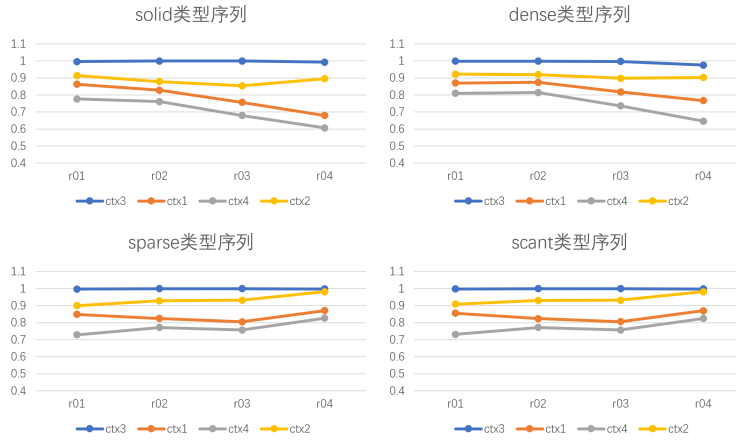 solid类型序列
1.1
1
0.9
0.8
0.7
0.6
0.5
0.4
r01 r02 r03 r04
ctx3 ctx1 ctx4 ctx2
dense类型序列
1.1
1
0.9
0.8
0.7
0.6
0.5
0.4
r01 r02 r03 r04
ctx3 ctx1 ctx4 ctx2
sparse类型序列
1.1
1
0.9
0.8
0.7
0.6
0.5
0.4
r01 r02 r03 r04
ctx3 ctx1 ctx4 ctx2
scant类型序列
1.1
1
0.9
0.8
0.7
0.6
0.5
0.4
r01 r02 r03 r04
ctx3 ctx1 ctx4 ctx2